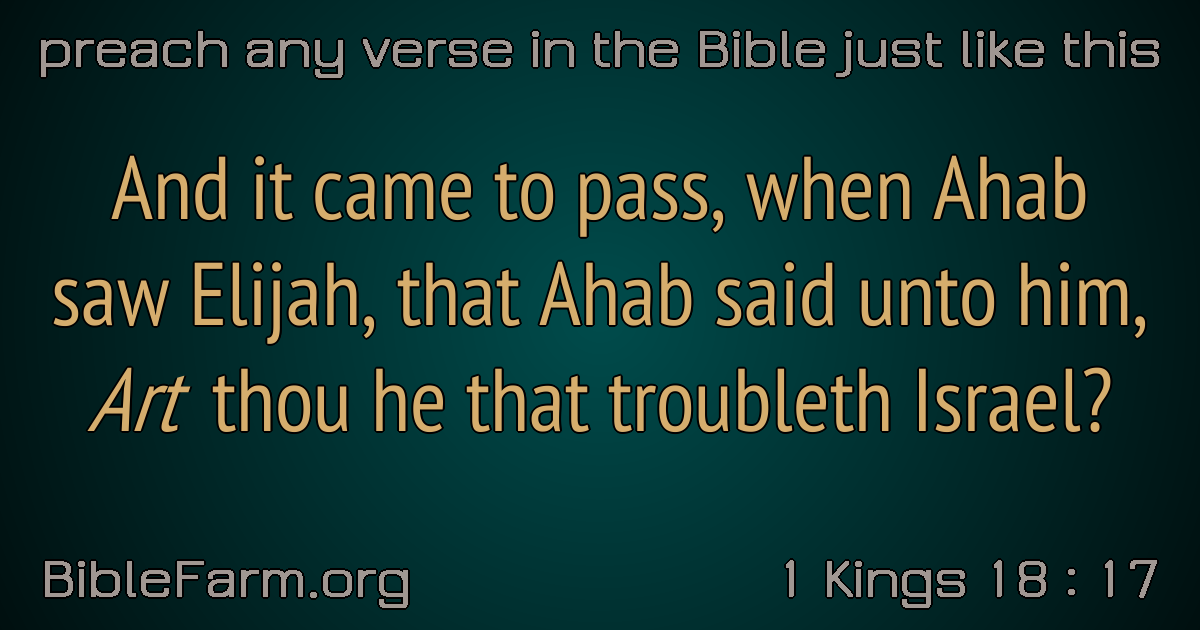 preach any verse in the Bible just like this
And it came to pass, when Ahab
saw Elijah, that Ahab said unto him,
Art thou he that troubleth Israel?
BibleFarm.org
1 Kings 18 : 17